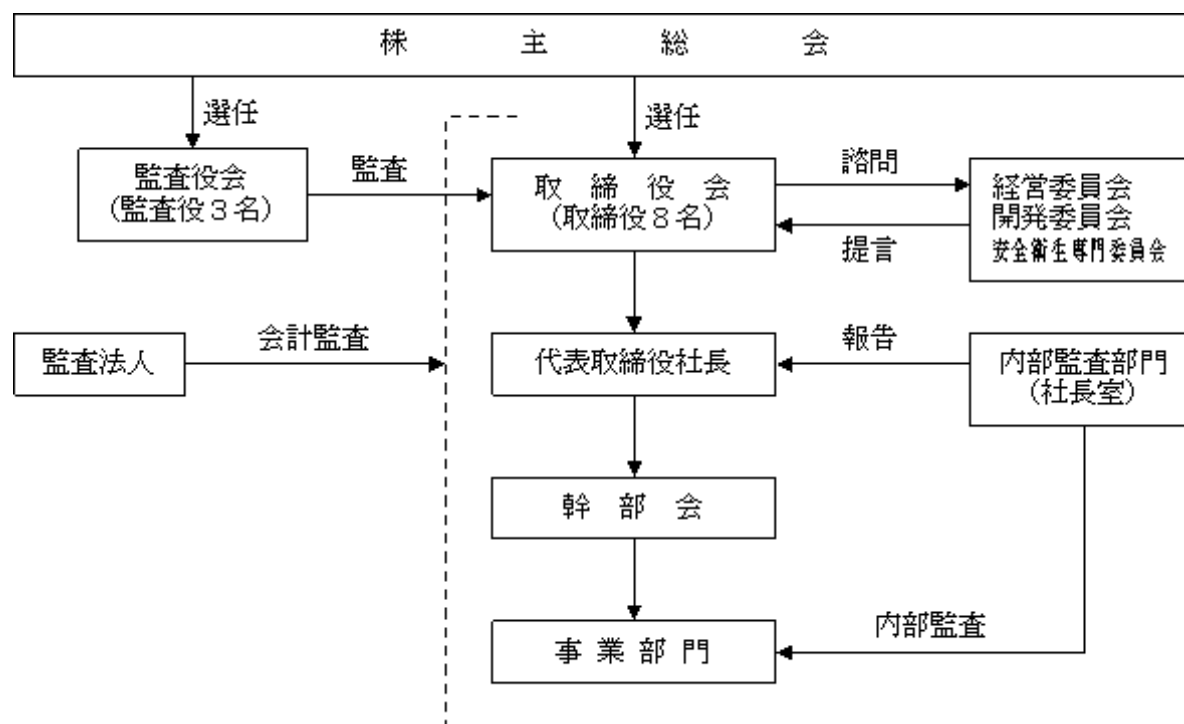 株主総会
選任
選任
監査役会
(監査役３名)
監査
取締役会
(取締役８名)
諮問
提言
経営委員会
開発委員会
安全衛生専門委員会
監査法人
会計監査
代表取締役社長
報告
内部監査部門
(社長室)
幹部会
事業部門
内部監査